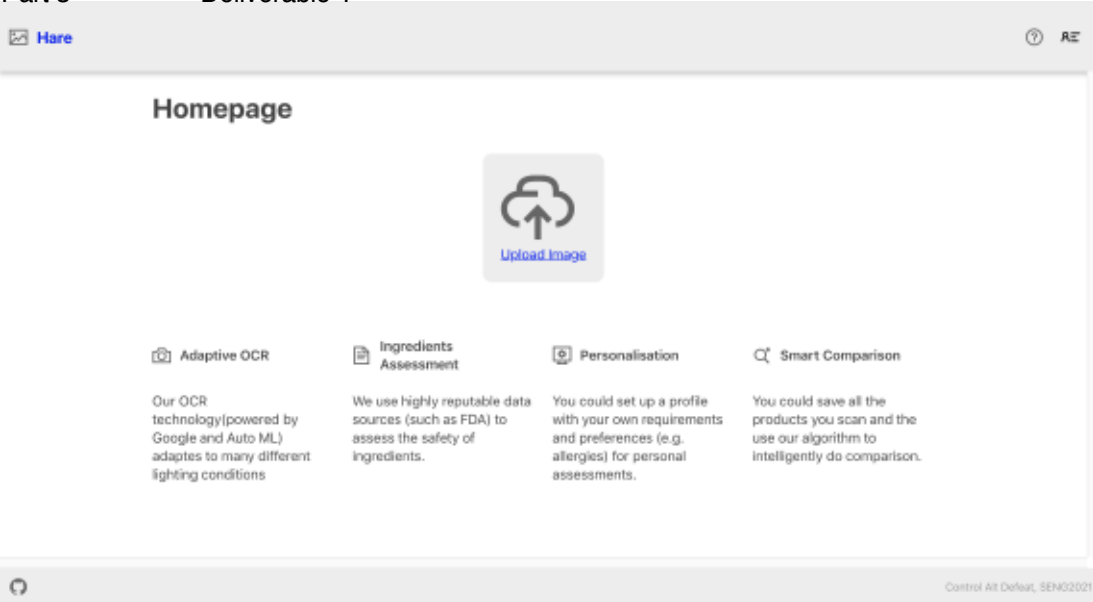 Hare
Homepage
Upload Image
Adaptive OCR
Our OCR
technology(powered by
Google and Auto ML)
adaptes to many different
lighting conditions
Ingredients
Assessment
We use highly reputable data
sources (such as FDA) to
assess the safety of
ingredients.
Personalisation
You could set up a profile
with your own requirements
and preferences (e.g.
allergies) for personal
assessments.
Smart Comparison
You could save all the
products you scan and the
use our algorithm to
intelligently do comparison.
Control Alt Defeat, SENG2021